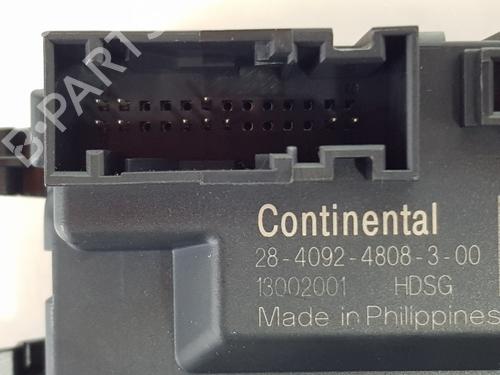 B-PARTS
Continental
28-4092-4808-3-00
13002001 HDSG
Made in Philippines